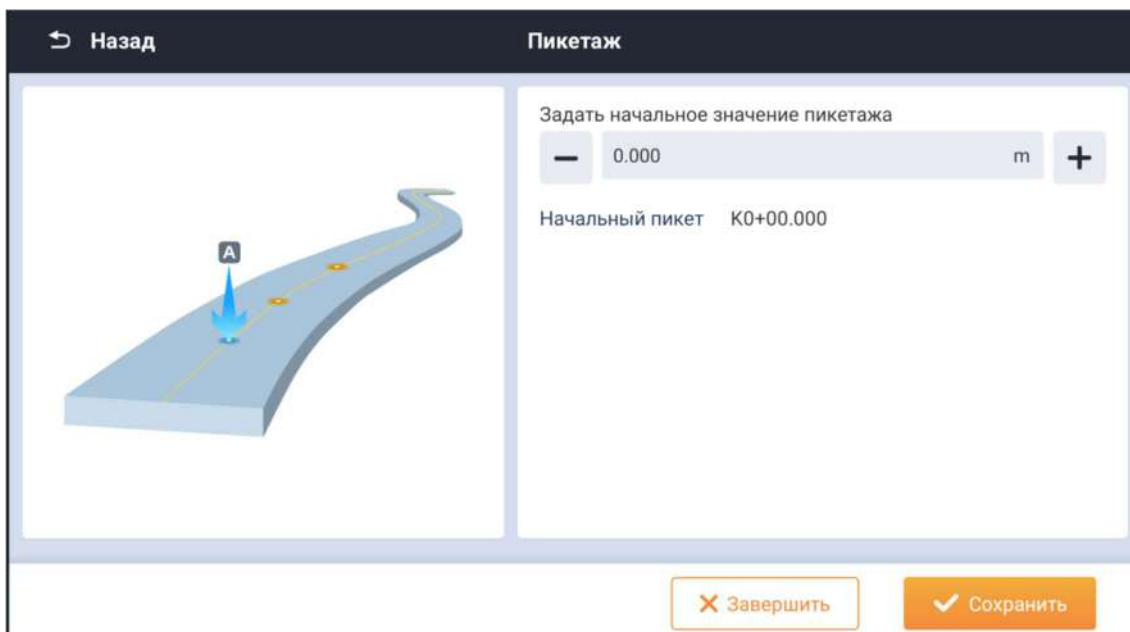 Назад
Пикетаж
A
Задать начальное значение пикетажа
0.000 m
Начальный пикет K0+00.000
Завершить
Сохранить